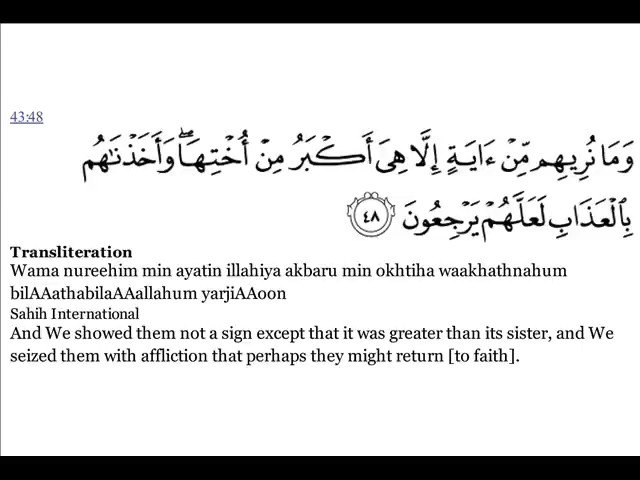 43:48
وَمَا نُرِيهِم مِّنْ ءَايَةٍ إِلَّا هِىَ أَكْبَرُ مِنْ أُخْتِهَا ۖ وَأَخَذْنَـٰهُم
بِٱلْعَذَابِ لَعَلَّهُمْ يَرْجِعُونَ ٤٨
Transliteration
Wama nureehim min ayatin illahiya akbaru min okhtiha waakhathnahum
bilAAathabilaAAallahum yarjiAAoon
Sahih International
And We showed them not a sign except that it was greater than its sister, and We
seized them with affliction that perhaps they might return [to faith].